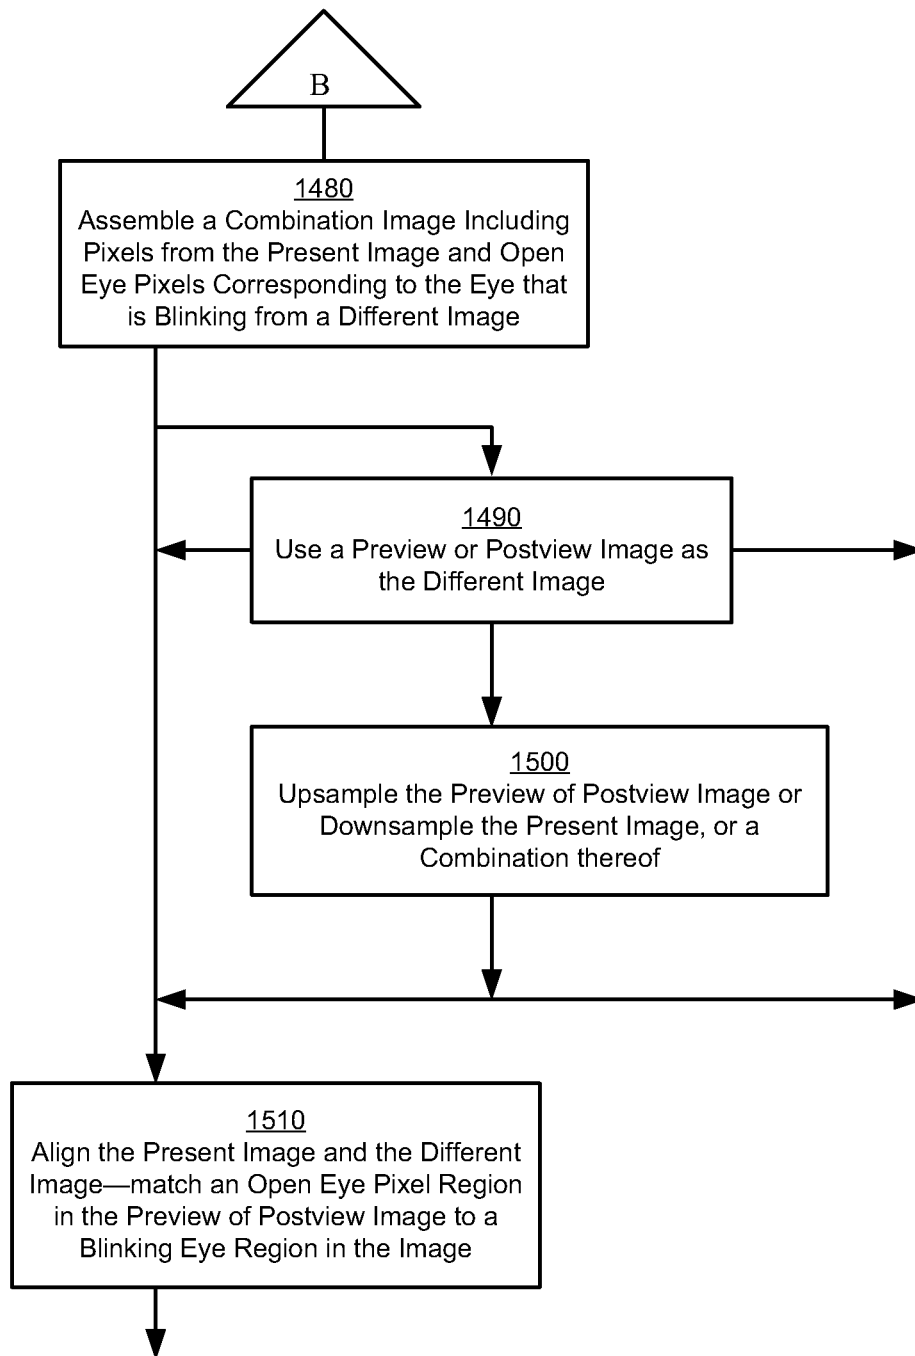 B
1480
Assemble a Combination Image Including
Pixels from the Present Image and Open
Eye Pixels Corresponding to the Eye that
is Blinking from a Different Image
1490
Use a Preview or Postview Image as
the Different Image
1500
Upsample the Preview of Postview Image or
Downsample the Present Image, or a
Combination thereof
1510
Align the Present Image and the Different
Image—match an Open Eye Pixel Region
in the Preview of Postview Image to a
Blinking Eye Region in the Image